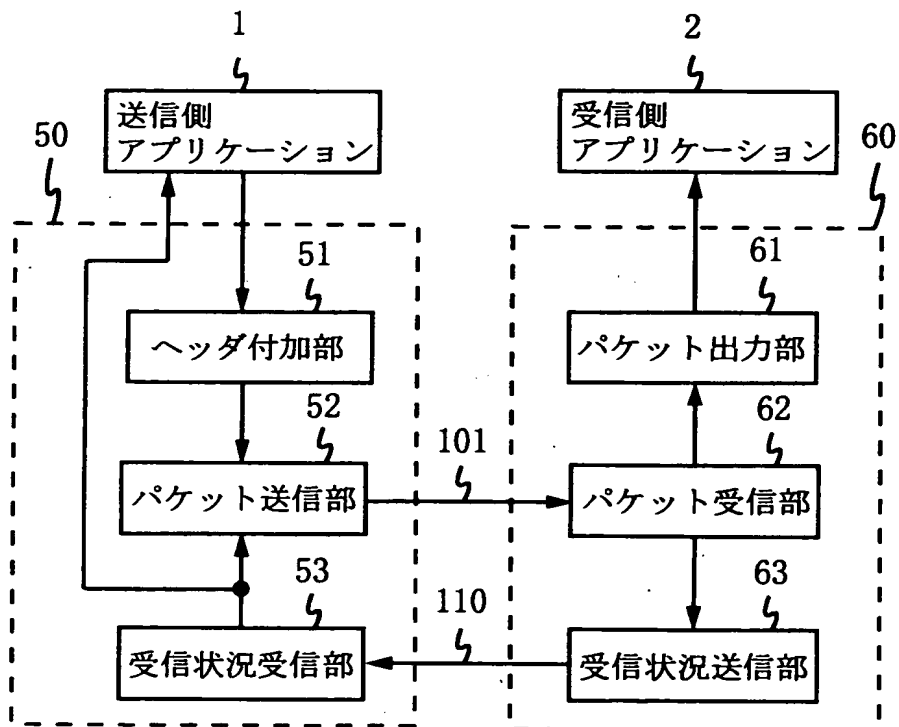 1
2
送信側
アプリケーション
受信側
アプリケーション
50
60
51
61
ヘッダ付加部
パケット出力部
52
101
62
パケット送信部
パケット受信部
53
110
63
受信状況受信部
受信状況送信部